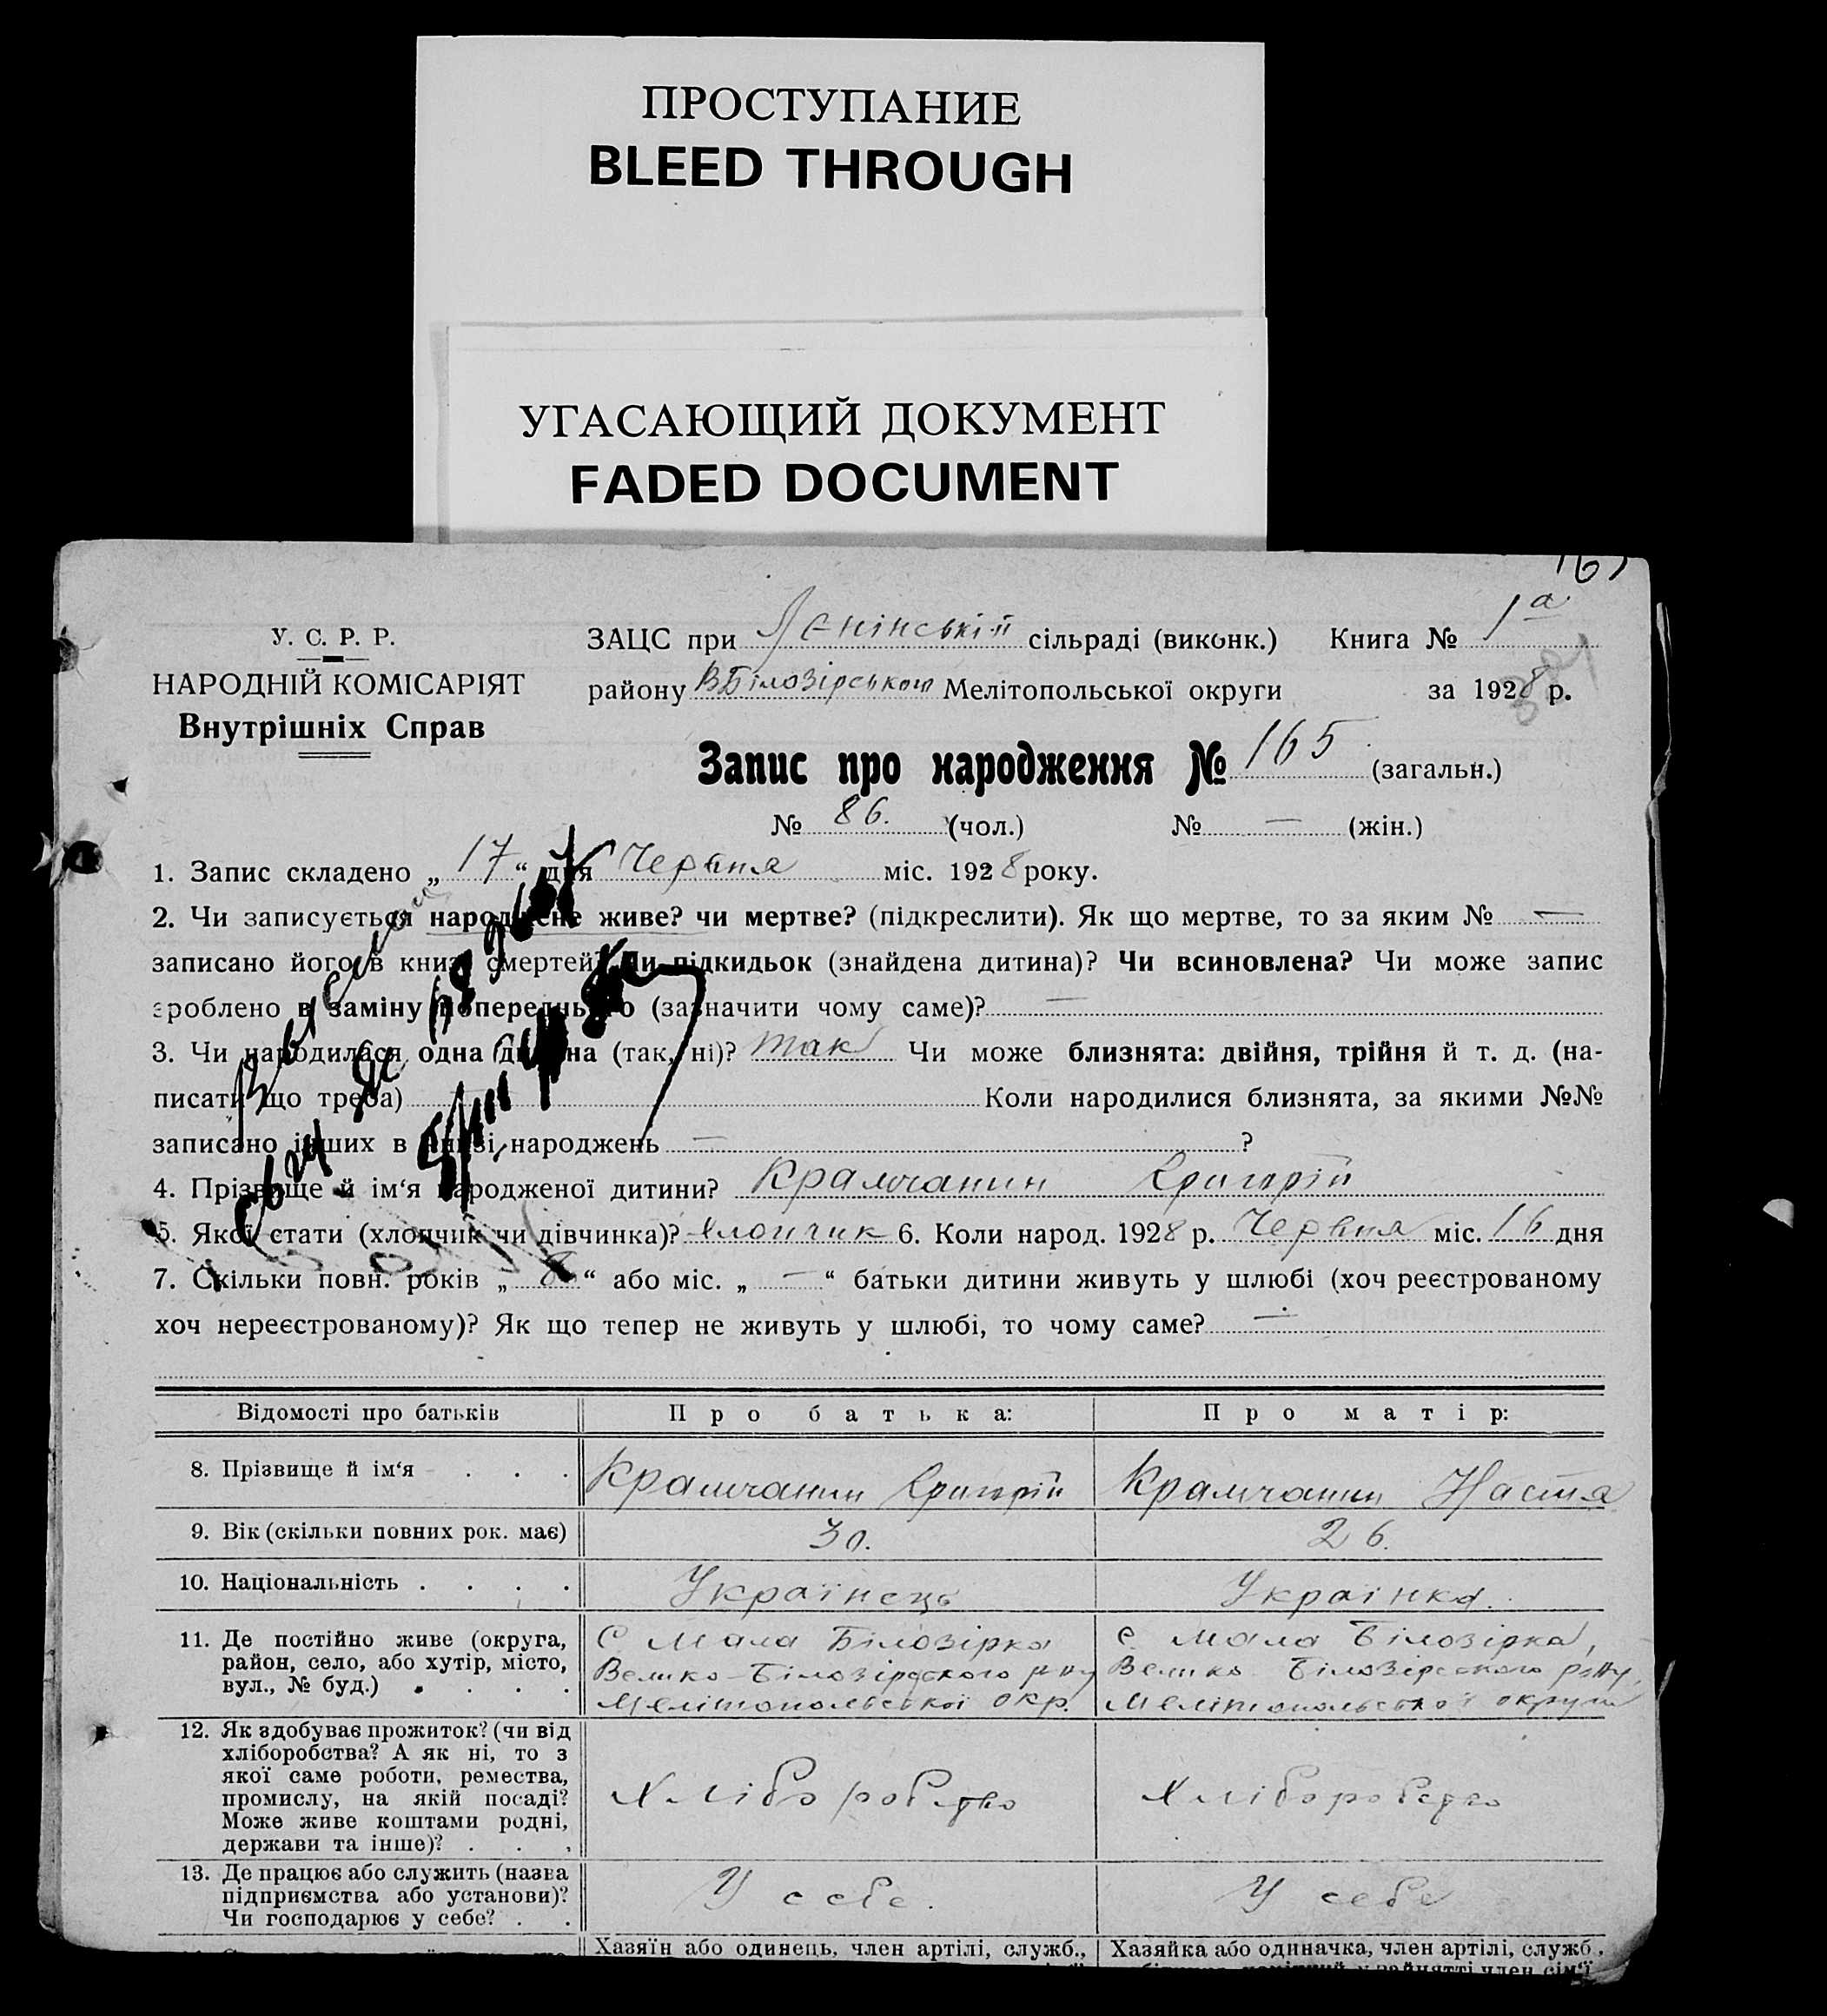 ПРОСТУПАНИЕ
BLEED THROUGH
УГАСАЮЩИЙ ДОКУМЕНТ
FADED DOCUMENT
У. С. Р. Р.
НАРОДНІЙ КОМІСАРІЯТ
Внутрішніх Справ
ЗАЦС при Ленінській сільраді (виконк.) Книга № 1а
району ВБілозірського Мелітопольської округи за 1928 р.
Запис про народження № 165 (загальн.)
№ 86. (чол.) № — (жін.)
1. Запис складено „17“ дня Червня міс. 1928 року.
2. Чи записується народжене живе? чи мертве? (підкреслити). Як що мертве, то за яким № —
записано його в книзі смертей? Чи підкидьок (знайдена дитина)? Чи всиновлена? Чи може запис
зроблено в заміну попереднього (зазначити чому саме)? —
3. Чи народилася одна дитина (так, ні)? так Чи може близнята: двійня, трійня й т. д. (на-
писати що треба) Коли народилися близнята, за якими №№
записано інших в книзі народжень — ?
4. Прізвище й ім‘я народженої дитини? Крамчанин Григорій
5. Якої стати (хлопчик чи дівчинка)? хлопчик 6. Коли народ. 1928 р. Червня міс. 16 дня
7. Скільки повн. років „8“ або міс. „—“ батьки дитини живуть у шлюбі (хоч реєстрованому
хоч нереєстрованому)? Як що тепер не живуть у шлюбі, то чому саме? —
Відомості про батьків Про батька: Про матір:
8. Прізвище й ім‘я . . . Крамчанин Григорій Крамчанин Настя
9. Вік (скільки повних рок. має) 30. 26.
10. Національність . . . . Українець Українка.
11. Де постійно живе (округа, район, село, або хутір, місто, вул., № буд.) . . . .
С Мала Білозірка
Велико-Білозірського р-ну
Мелітопольської окр.
с. Мала Білозірка,
Велико Білозірського р-ну,
Мелітопольської округи
12. Як здобуває прожиток? (чи від
хліборобства? А як ні, то з
якої саме роботи, ремества,
промислу, на якій посаді?
Може живе коштами родні,
держави та інше)? . . .
Хліборобство Хліборобство
13. Де працює або служить (назва
підприємства або установи)?
Чи господарює у себе? . .
У себе. У себе
Хазяїн або одинець, член артілі, служб., Хазяйка або одиначка, член артілі, служб.,